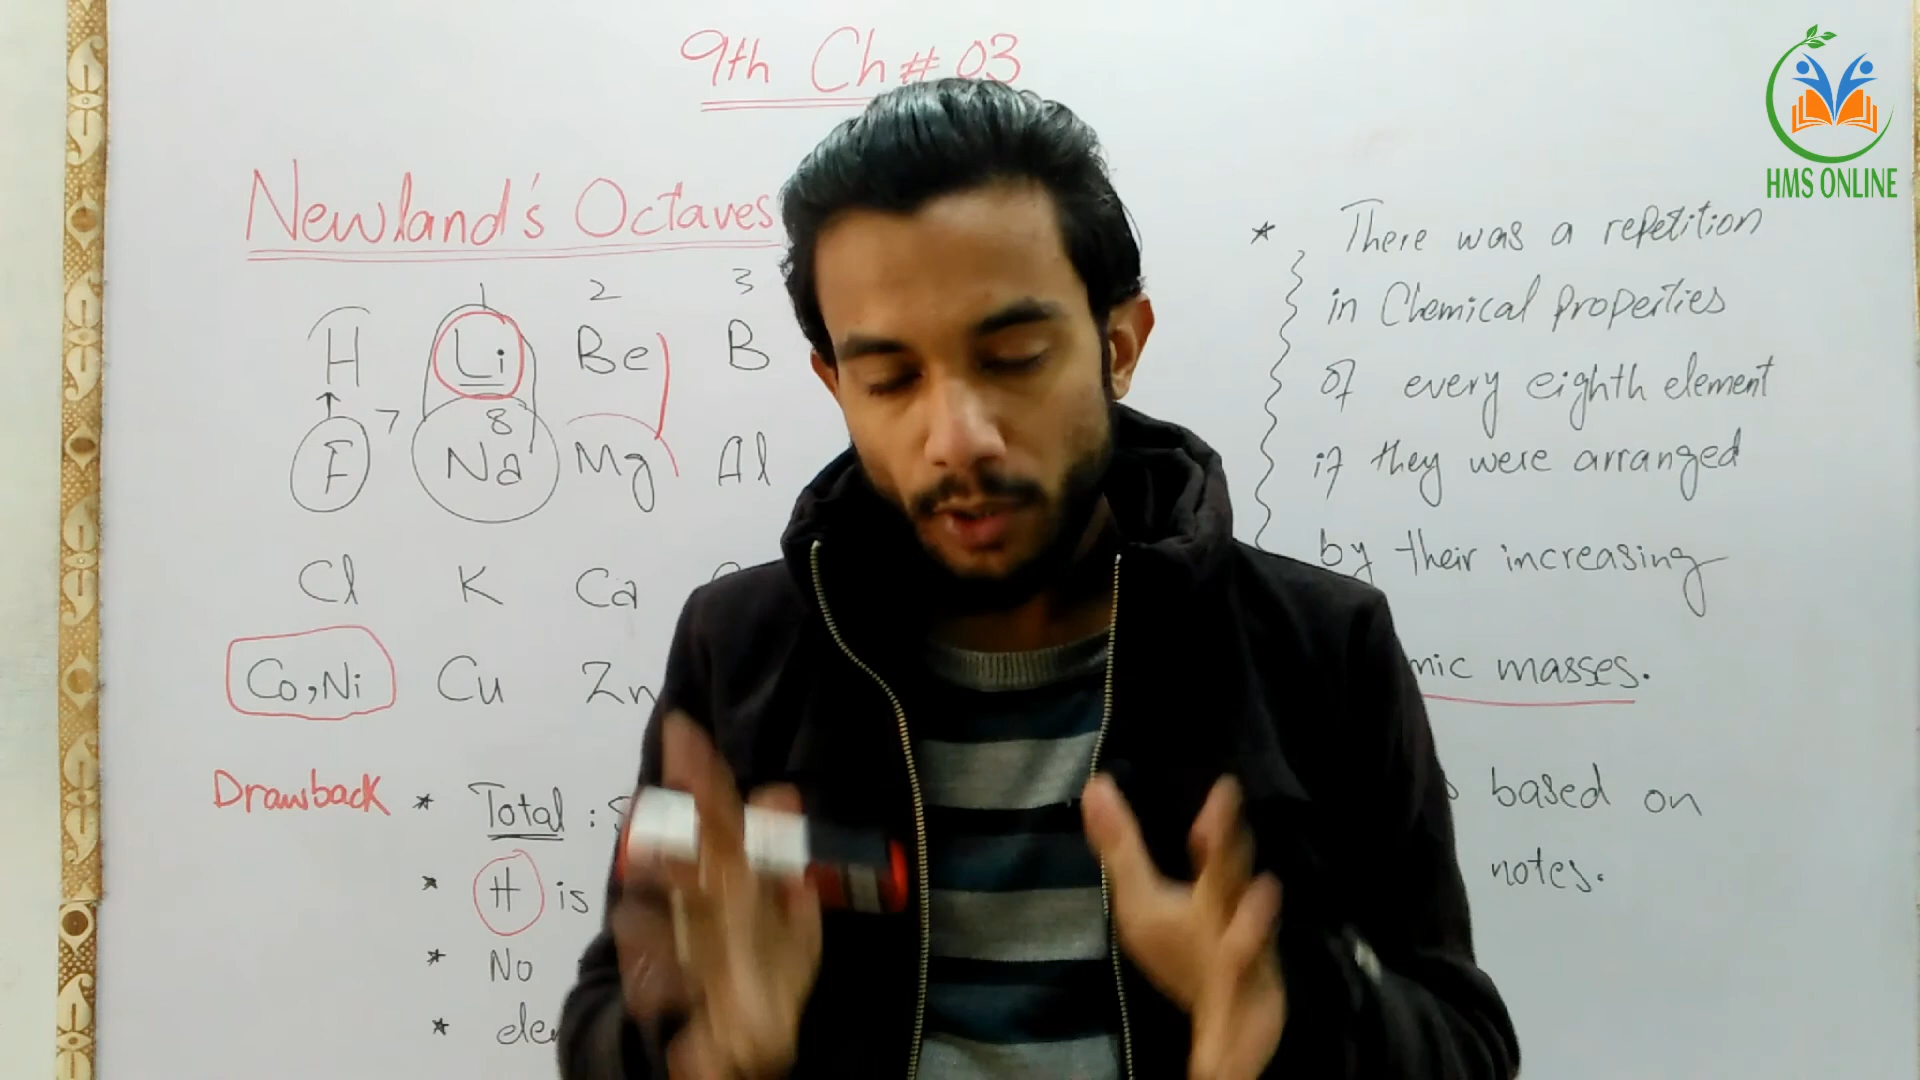 9th Ch # 03
HMS ONLINE
Newland's Octaves
1 2 3
H Li Be B
7 8
F Na Mg Al
Cl K Ca
Co,Ni Cu Zn
Drawback * Total :
* H is
* No
*
* There was a repetition
in Chemical properties
of every eighth element
if they were arranged
by their increasing
masses.
based on
notes.